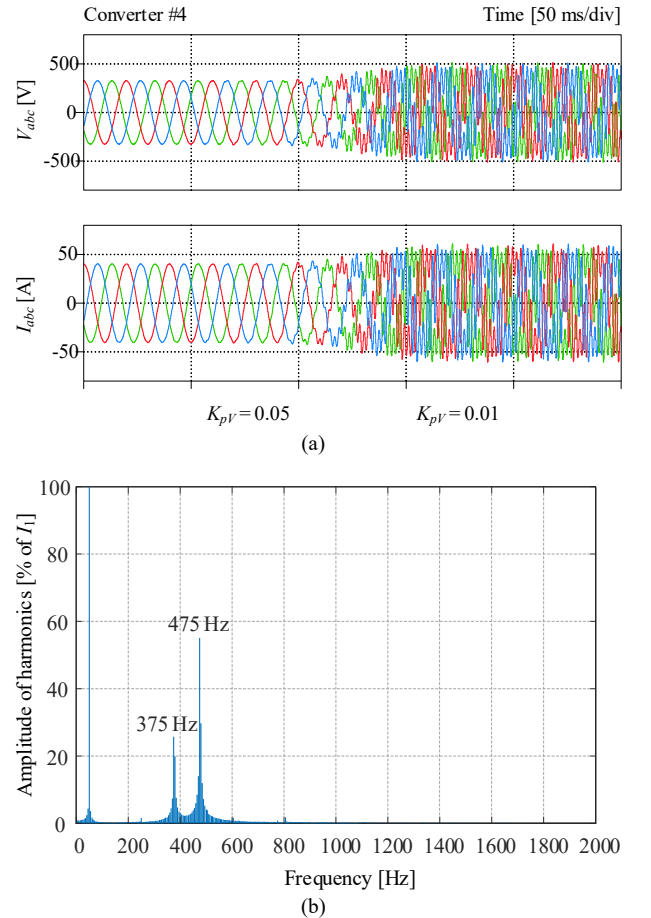 Converter #4 Time [50 ms/div]
500
0
-500
V_abc [V]
50
0
-50
I_abc [A]
K_pV = 0.05 K_pV = 0.01
(a)
100
80
60
40
20
0
Amplitude of harmonics [% of I_1]
475 Hz
375 Hz
0 200 400 600 800 1000 1200 1400 1600 1800 2000
Frequency [Hz]
(b)